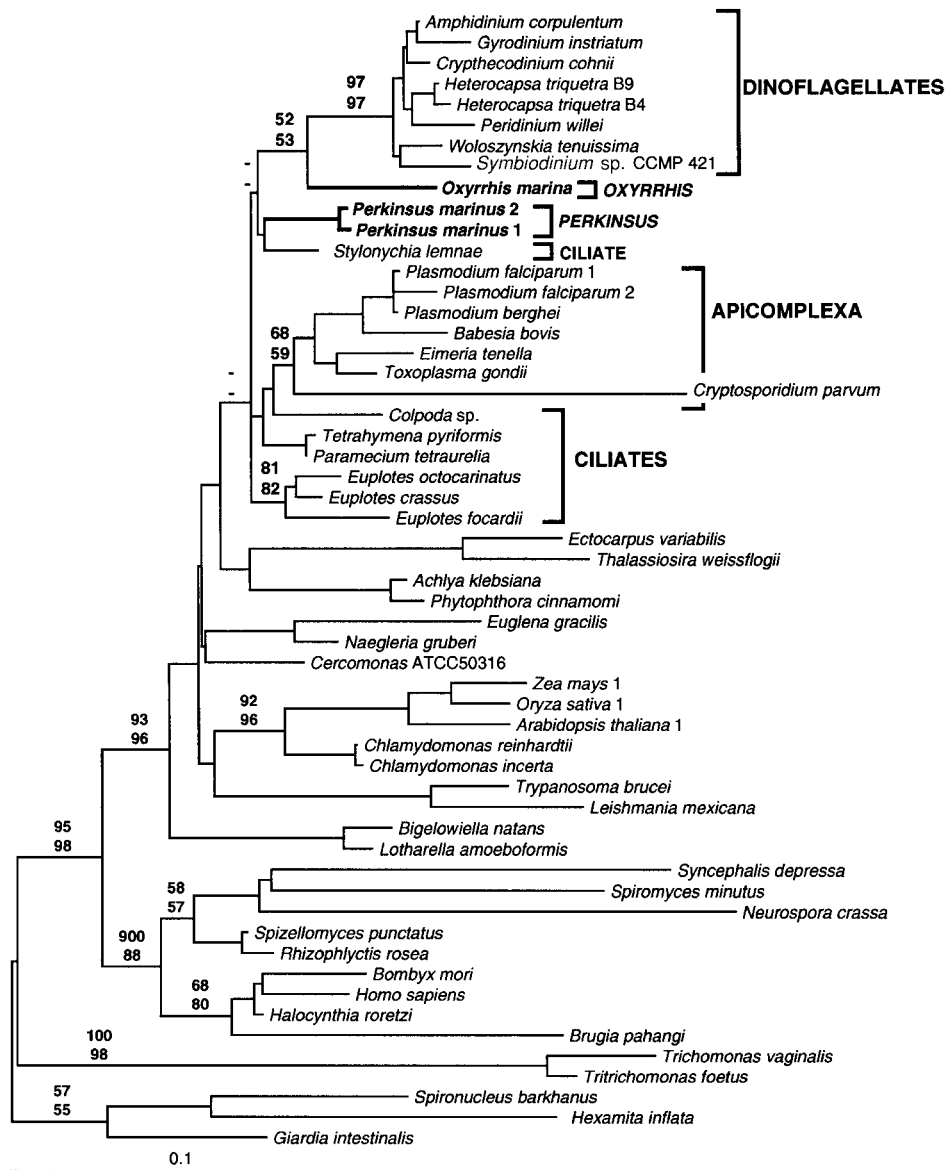 Amphidinium corpulentum
Gyrodinium instriatum
Crypthecodinium cohnii
97
Heterocapsa triquetra B9
DINOFLAGELLATES
97
Heterocapsa triquetra B4
52
Peridinium willei
53
Woloszynskia tenuissima
-
Symbiodinium sp. CCMP 421
-
Oxyrrhis marina
OXYRRHIS
Perkinsus marinus 2
PERKINSUS
Perkinsus marinus 1
Stylonychia lemnae
CILIATE
Plasmodium falciparum 1
Plasmodium falciparum 2
Plasmodium berghei
APICOMPLEXA
68
Babesia bovis
59
Eimeria tenella
-
Toxoplasma gondii
-
Cryptosporidium parvum
Colpoda sp.
Tetrahymena pyriformis
Paramecium tetraurelia
CILIATES
81
Euplotes octocarinatus
82
Euplotes crassus
Euplotes focardii
Ectocarpus variabilis
Thalassiosira weissflogii
Achlya klebsiana
Phytophthora cinnamomi
Euglena gracilis
Naegleria gruberi
Cercomonas ATCC50316
Zea mays 1
92
Oryza sativa 1
96
Arabidopsis thaliana 1
93
Chlamydomonas reinhardtii
96
Chlamydomonas incerta
Trypanosoma brucei
Leishmania mexicana
95
Bigelowiella natans
98
Lotharella amoeboformis
Syncephalis depressa
58
Spiromyces minutus
57
Neurospora crassa
900
Spizellomyces punctatus
88
Rhizophlyctis rosea
Bombyx mori
68
Homo sapiens
80
Halocynthia roretzi
100
Brugia pahangi
98
Trichomonas vaginalis
Tritrichomonas foetus
57
Spironucleus barkhanus
55
Hexamita inflata
Giardia intestinalis
0.1